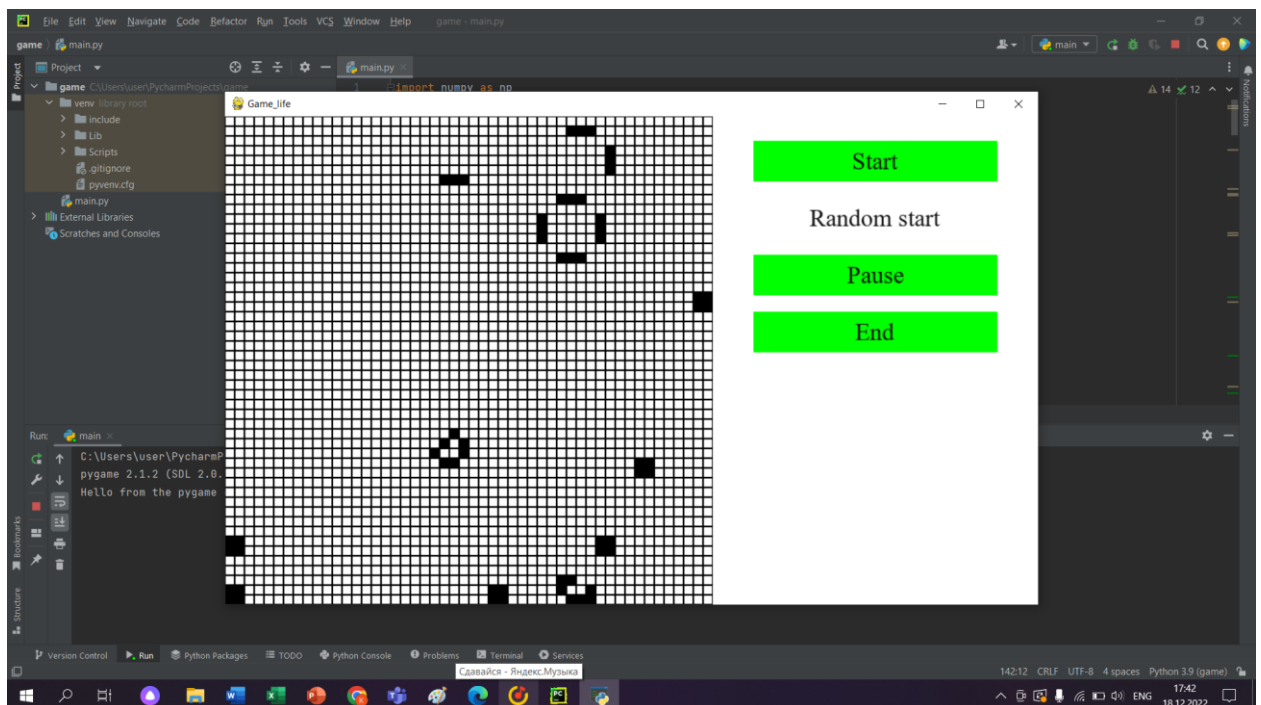 File Edit View Navigate Code Refactor Run Tools VCS Window Help game - main.py
game main.py main
Project main.py
game C:\Users\user\PycharmProjects\game 1 import numpy as np 14 12
venv library root
include
Lib
Scripts
.gitignore
pyvenv.cfg
main.py
External Libraries
Scratches and Consoles
Project
Notifications
Game_life
Start
Random start
Pause
End
Run: main
C:\Users\user\PycharmP
pygame 2.1.2 (SDL 2.0.
Hello from the pygame
Bookmarks
Structure
Version Control Run Python Packages TODO Python Console Problems Terminal Services
Сдавайся - Яндекс.Музыка
142:12 CRLF UTF-8 4 spaces Python 3.9 (game)
ENG 17:42
18.12.2022